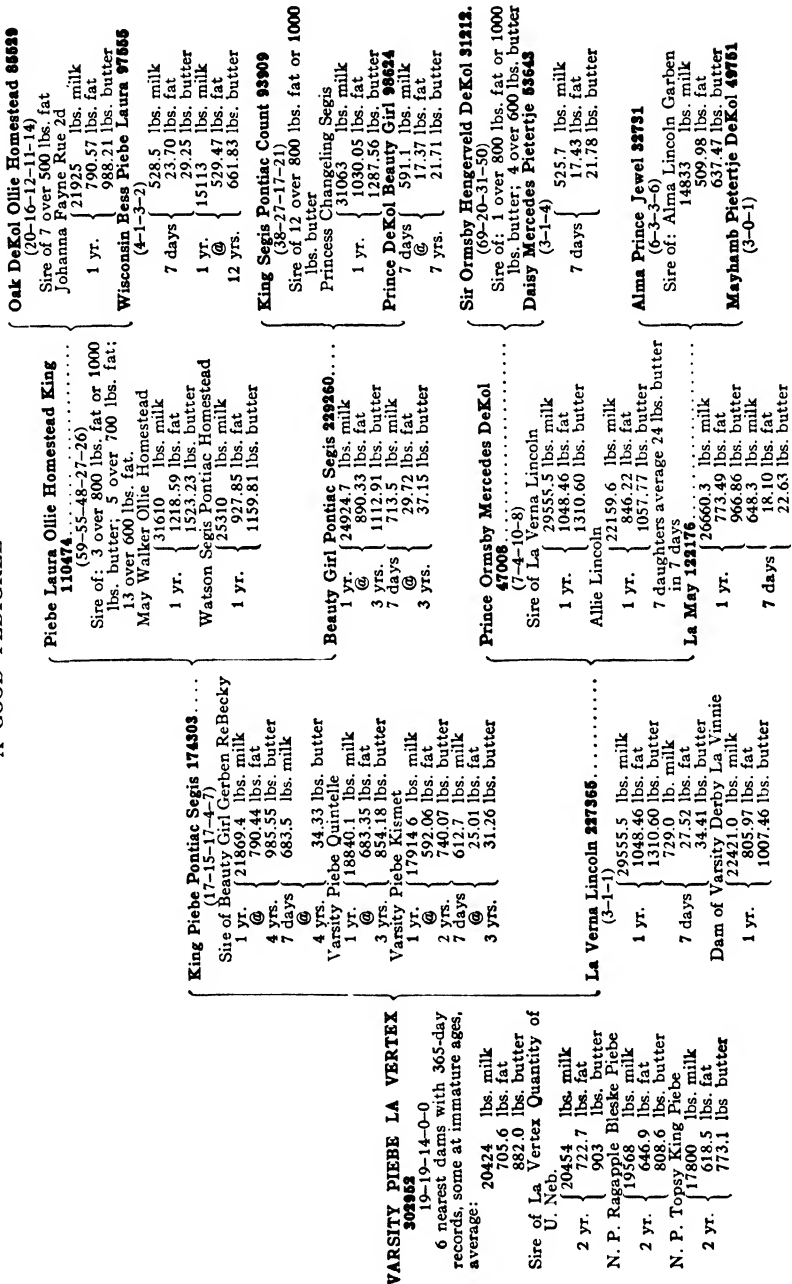 A GOOD PEDIGREE
VARSITY PIEBE LA VERTEX
302952
19-19-14-0-0
6 nearest dams with 365-day
records, some at immature ages,
average:
20424 lbs. milk
705.6 lbs. fat
882.0 lbs. butter
Sire of La Vertex Quantity of
U. Neb.
20454 lbs. milk
2 yr. 722.7 lbs. fat
903 lbs. butter
N. P. Ragapple Bleske Piebe
19568 lbs. milk
2 yr. 646.9 lbs. fat
808.6 lbs. butter
N. P. Topsy King Piebe
17800 lbs. milk
2 yr. 618.5 lbs. fat
773.1 lbs butter
King Piebe Pontiac Segis 174303....
(17-15-17-4-7)
Sire of Beauty Girl Gerben ReBecky
1 yr. 21869.4 lbs. milk
@ 790.44 lbs. fat
4 yrs. 985.55 lbs. butter
7 days 683.5 lbs. milk
@
4 yrs. 34.33 lbs. butter
Varsity Piebe Quintelle
1 yr. 18840.1 lbs. milk
@ 683.35 lbs. fat
3 yrs. 854.18 lbs. butter
Varsity Piebe Kismet
1 yr. 17914 6 lbs. milk
@ 592.06 lbs. fat
2 yrs. 740.07 lbs. butter
7 days 612.7 lbs. milk
@ 25.01 lbs. fat
3 yrs. 31.26 lbs. butter
La Verna Lincoln 227365..........
(3-1-1)
29555.5 lbs. milk
1 yr. 1048.46 lbs. fat
1310.60 lbs. butter
729.0 lb. milk
7 day 27.52 lbs. fat
34.41 lbs. butter
Dam of Varsity Derby La Vinnie
22421.0 lbs. milk
1 yr. 805.97 lbs. fat
1007.46 lbs. butter
Piebe Laura Ollie Homestead King
110474................
(59-55-48-27-26)
Sire of: 3 over 800 lbs. fat or 1000
lbs. butter; 5 over 700 lbs. fat;
13 over 600 lbs. fat.
May Walker Ollie Homestead
31610 lbs. milk
1 yr. 1218.59 lbs. fat
1523.23 lbs. butter
Watson Segis Pontiac Homestead
25310 lbs. milk
1 yr. 927.85 lbs. fat
1159.81 lbs. butter
Beauty Girl Pontiac Segis 229260....
1 yr. 24924.7 lbs. milk
@ 890.33 lbs. fat
3 yrs. 1112.91 lbs. butter
7 days 713.5 lbs. milk
@ 29.72 lbs. fat
3 yrs. 37.15 lbs. butter
Prince Ormsby Mercedes DeKol
47008................
(7-4-10-8)
Sire of La Verna Lincoln
29555.5 lbs. milk
1 yr. 1048.46 lbs. fat
1310.60 lbs. butter
Allie Lincoln
22159.6 lbs. milk
1 yr. 846.22 lbs. fat
1057.77 lbs. butter
7 daughters average 24 lbs. butter
in 7 days
La May 122176................
26660.3 lbs. milk
1 yr. 773.49 lbs. fat
966.86 lbs. butter
648.3 lbs. milk
7 days 18.10 lbs. fat
22.63 lbs. butter
Oak DeKol Ollie Homestead 85529
(20-16-12-11-14)
Sire of 7 over 500 lbs. fat
Johanna Payne Rue 2d
21925 lbs. milk
1 yr. 790.57 lbs. fat
988.21 lbs. butter
Wisconsin Bess Piebe Laura 97555
(4-1-3-2)
528.5 lbs. milk
7 days 23.70 lbs. fat
29.25 lbs. butter
1 yr. 15113 lbs. milk
@ 529.47 lbs. fat
12 yrs. 661.83 lbs. butter
King Segis Pontiac Count 93909
(38-27-17-21)
Sire of 12 over 800 lbs. fat or 1000
lbs. butter
Princess Changeling Segis
31063 lbs. milk
1 yr. 1030.05 lbs. fat
1287.56 lbs. butter
Prince DeKol Beauty Girl 98624
7 days 591.1 lbs. milk
@ 17.37 lbs. fat
7 yrs. 21.71 lbs. butter
Sir Ormsby Hengerveld DeKol 31212.
(69-20-31-50)
Sire of: 1 over 800 lbs. fat or 1000
lbs. butter; 4 over 600 lbs. butter
Daisy Mercedes Pietertje 53643
(3-1-4)
525.7 lbs. milk
7 days 17.43 lbs. fat
21.78 lbs. butter
Alma Prince Jewel 32731
(6-3-3-6)
Sire of: Alma Lincoln Garben
14833 lbs. milk
509.98 lbs. fat
637.47 lbs. butter
Mayhamb Pietertje DeKol 49751
(3-0-1)